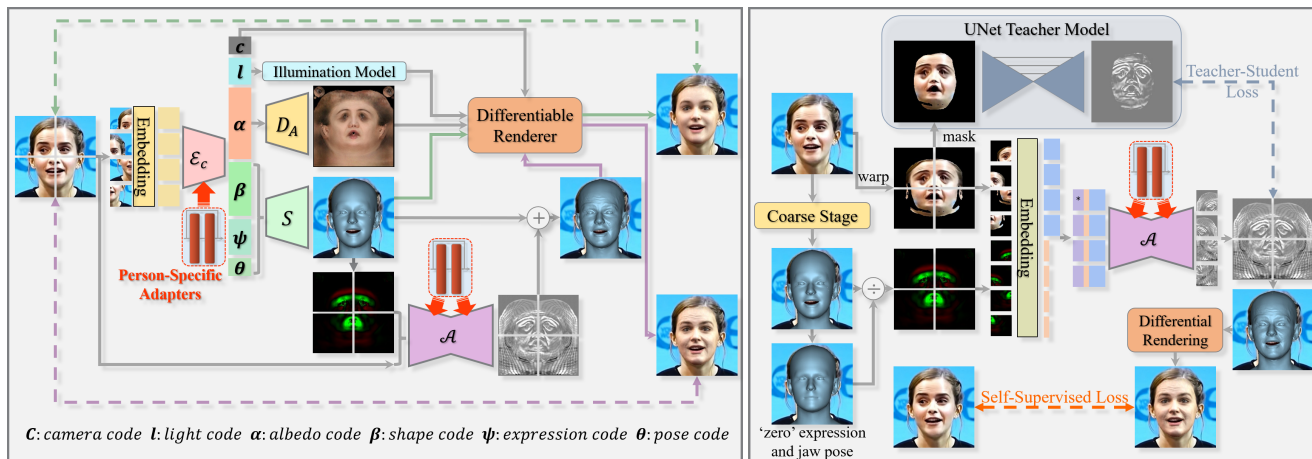 c
l
Illumination Model
Embedding
ℰc
α
DA
Differentiable
Renderer
β
S
ψ
θ
+
Person-Specific
Adapters
𝒜
C: camera code l: light code α: albedo code β: shape code ψ: expression code θ: pose code
UNet Teacher Model
Teacher-Student
Loss
mask
warp
Coarse Stage
Embedding
*
𝒜
÷
Differential
Rendering
Self-Supervised Loss
‘zero’ expression
and jaw pose